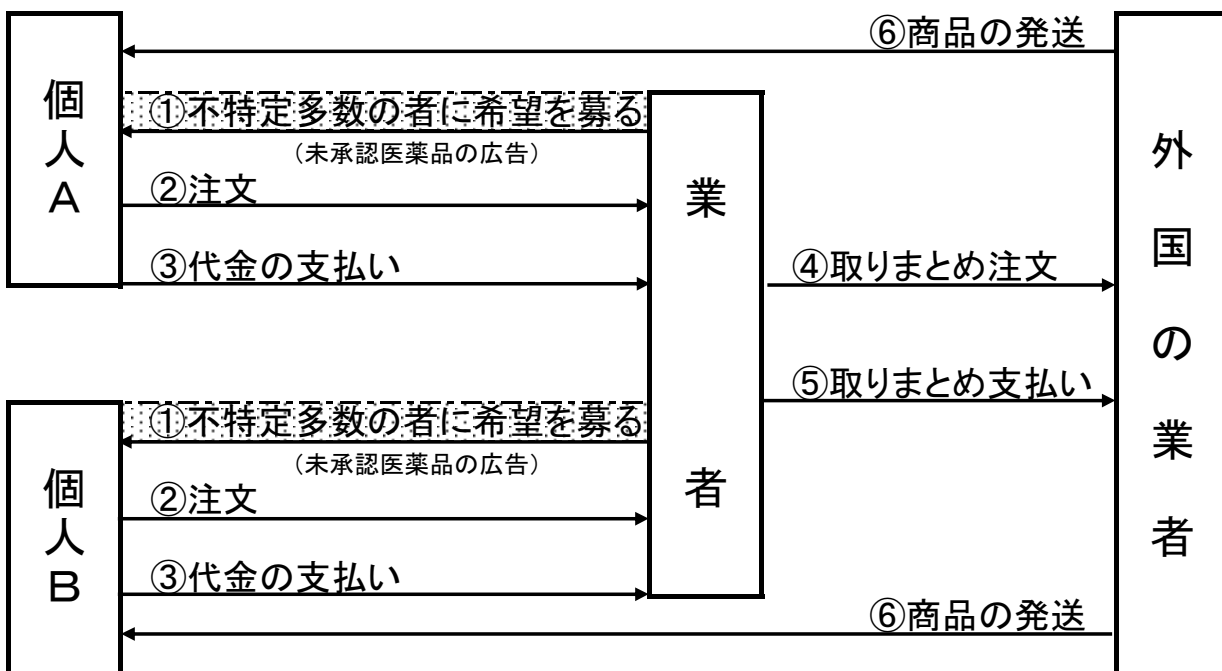 ⑥商品の発送
個人A
①不特定多数の者に希望を募る
(未承認医薬品の広告)
②注文
③代金の支払い
業者
④取りまとめ注文
⑤取りまとめ支払い
外国の業者
個人B
①不特定多数の者に希望を募る
(未承認医薬品の広告)
②注文
③代金の支払い
⑥商品の発送